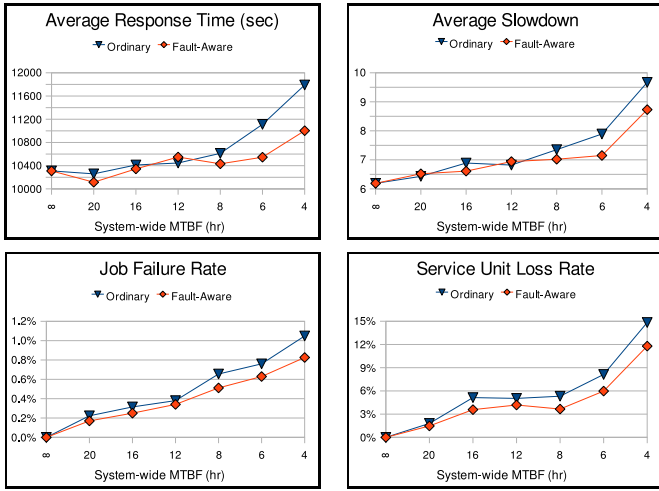 Average Response Time (sec)
Ordinary Fault-Aware
12000
11200
10800
10400
10000
∞ 20 16 12 8 6 4
System-wide MTBF (hr)
Average Slowdown
Ordinary Fault-Aware
10
9
8
7
6
∞ 20 16 12 8 6 4
System-wide MTBF (hr)
Job Failure Rate
Ordinary Fault-Aware
1.2%
1.0%
0.8%
0.6%
0.4%
0.2%
0.0%
∞ 20 16 12 8 6 4
System-wide MTBF (hr)
Service Unit Loss Rate
Ordinary Fault-Aware
15%
12%
9%
6%
3%
0%
∞ 20 16 12 8 6 4
System-wide MTBF (hr)